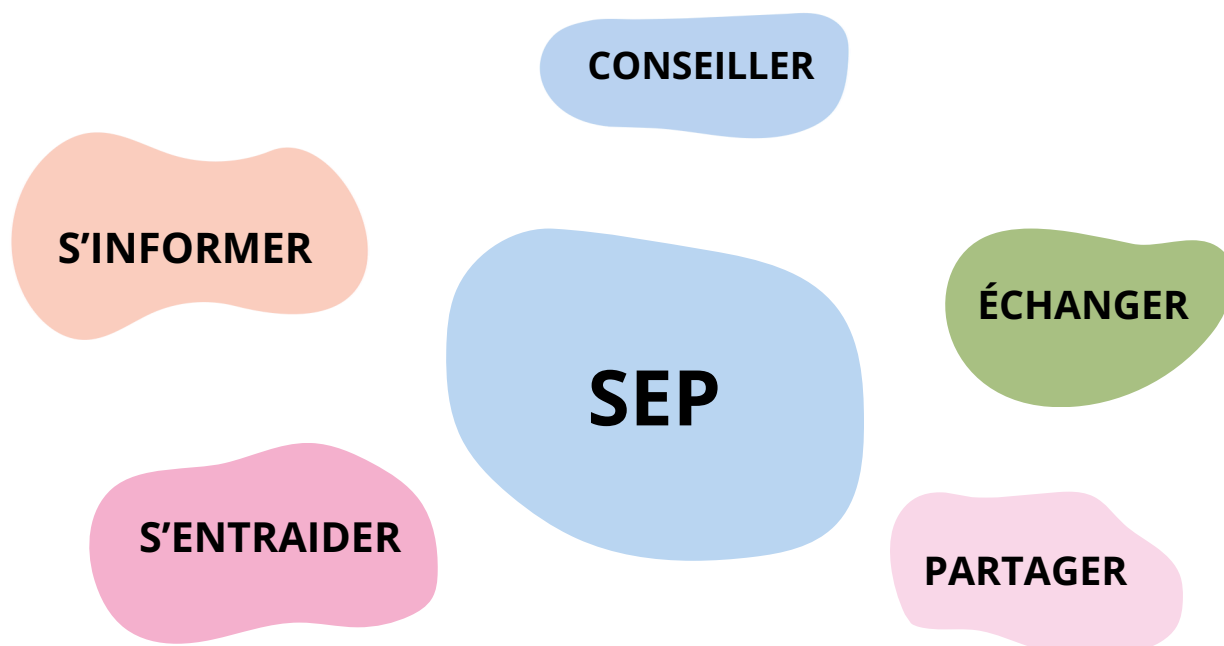 CONSEILLER
S’INFORMER
ÉCHANGER
SEP
S’ENTRAIDER
PARTAGER